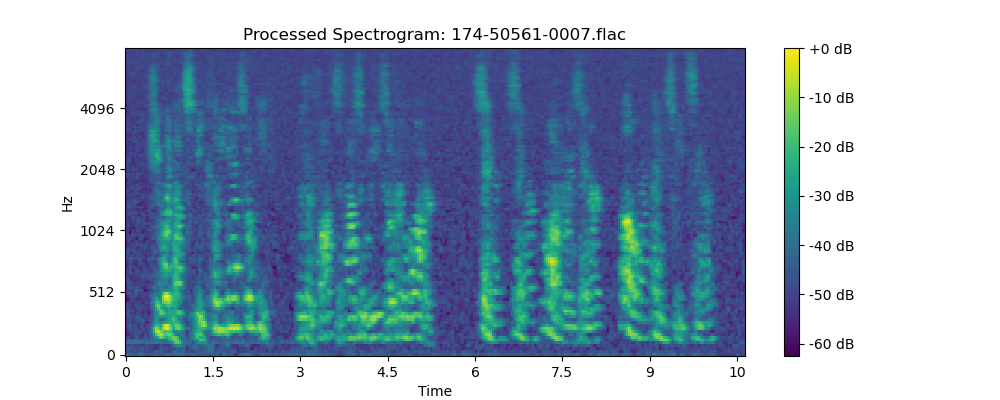 Processed Spectrogram: 174-50561-0007.flac
Hz
4096
2048
1024
512
0
0 1.5 3 4.5 6 7.5 9 10
Time
+0 dB
-10 dB
-20 dB
-30 dB
-40 dB
-50 dB
-60 dB